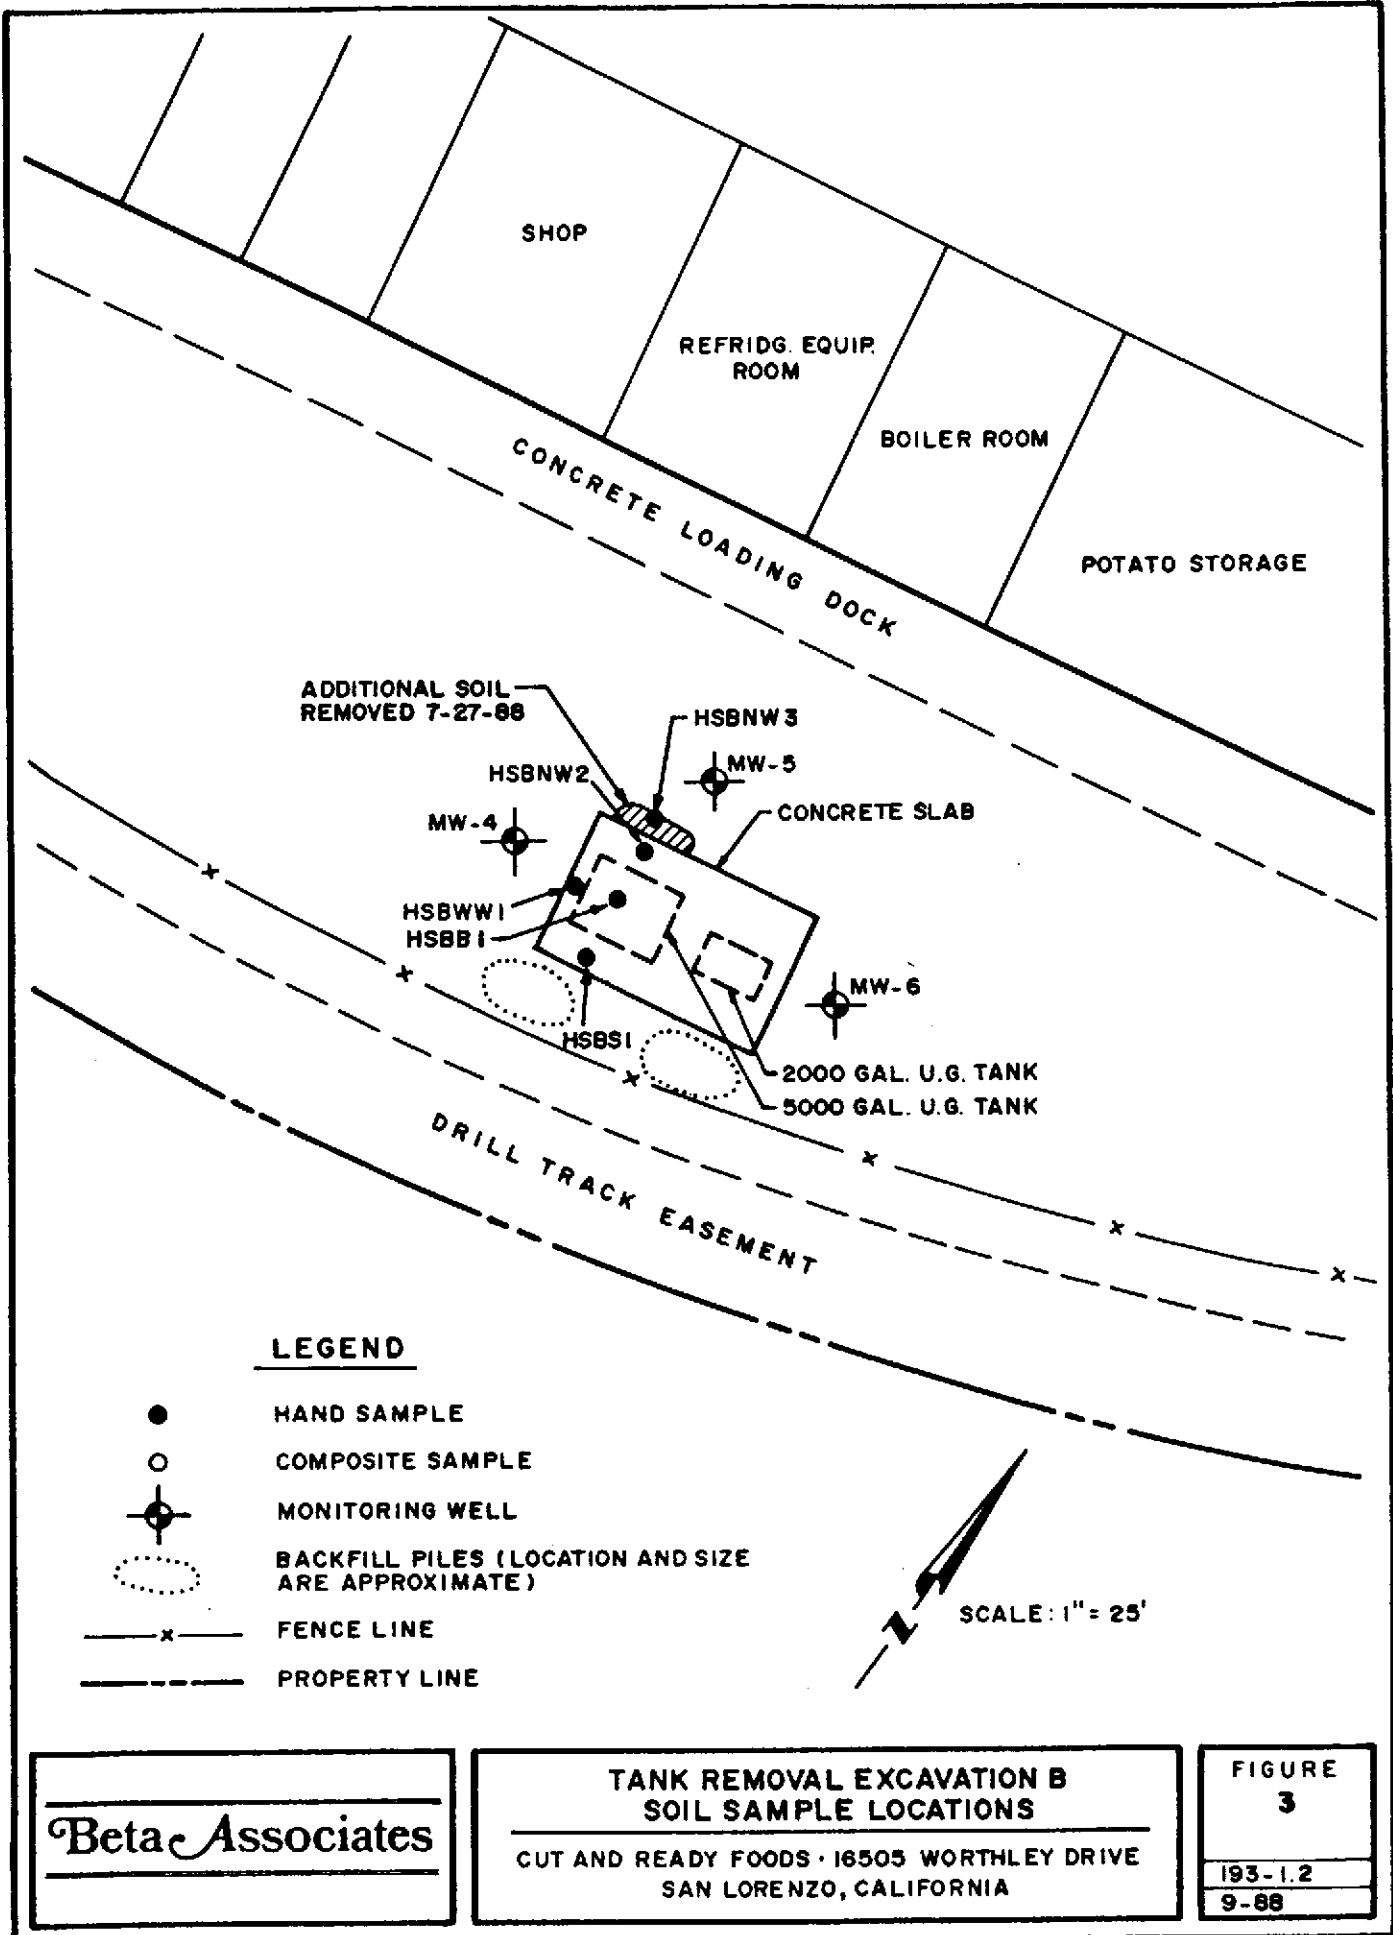 SHOP
REFRIDG. EQUIP.
ROOM
BOILER ROOM
POTATO STORAGE
CONCRETE LOADING DOCK
ADDITIONAL SOIL
REMOVED 7-27-88
HSBNW3
HSBNW2
MW-5
MW-4
CONCRETE SLAB
HSBWW1
HSBB1
MW-6
HSBS1
2000 GAL. U.G. TANK
5000 GAL. U.G. TANK
DRILL TRACK EASEMENT
LEGEND
HAND SAMPLE
COMPOSITE SAMPLE
MONITORING WELL
BACKFILL PILES (LOCATION AND SIZE
ARE APPROXIMATE)
FENCE LINE
PROPERTY LINE
N
SCALE: 1" = 25'
Beta Associates
TANK REMOVAL EXCAVATION B
SOIL SAMPLE LOCATIONS
CUT AND READY FOODS · 16505 WORTHLEY DRIVE
SAN LORENZO, CALIFORNIA
FIGURE
3
193-1.2
9-88